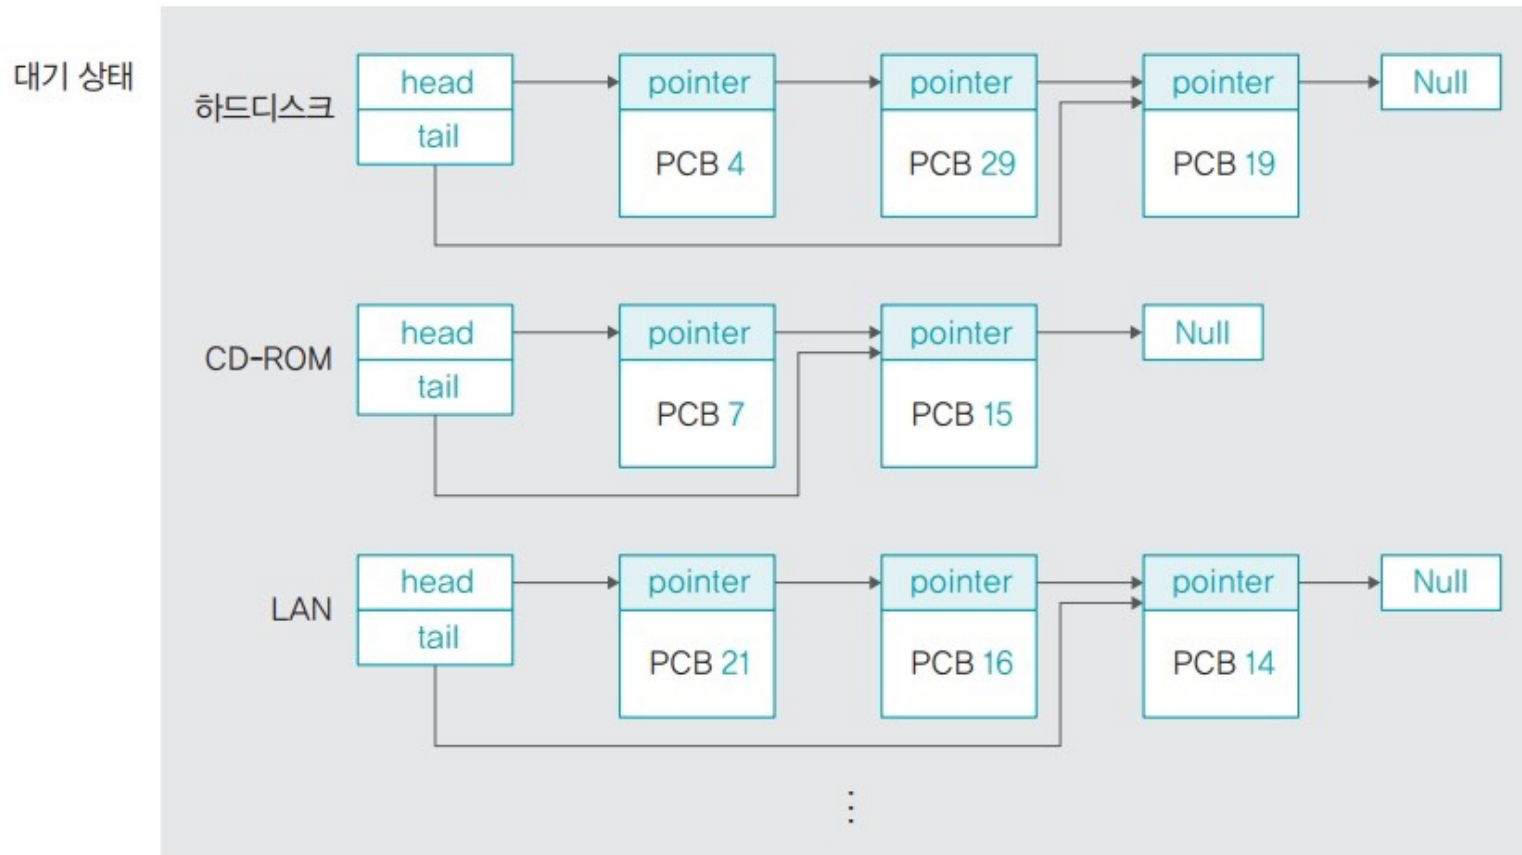 대기 상태
하드디스크
head
tail
pointer
PCB 4
pointer
PCB 29
pointer
PCB 19
Null
CD-ROM
head
tail
pointer
PCB 7
pointer
PCB 15
Null
LAN
head
tail
pointer
PCB 21
pointer
PCB 16
pointer
PCB 14
Null
⋮